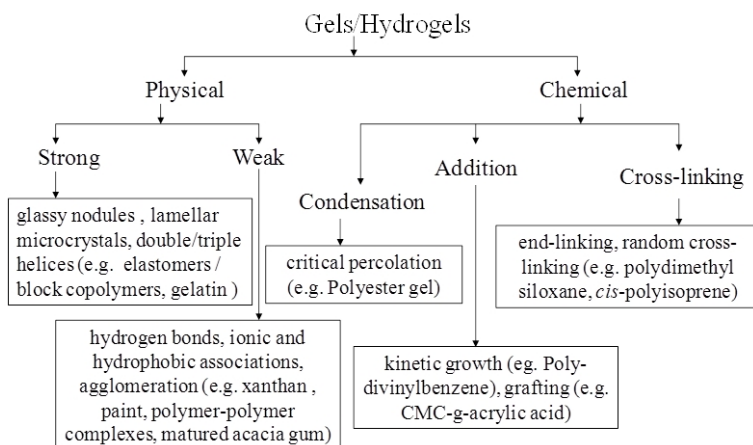 Gels/Hydrogels
Physical
Chemical
Strong
Weak
Condensation
Addition
Cross-linking
glassy nodules , lamellar
microcrystals, double/triple
helices (e.g. elastomers /
block copolymers, gelatin )
hydrogen bonds, ionic and
hydrophobic associations,
agglomeration (e.g. xanthan ,
paint, polymer-polymer
complexes, matured acacia gum)
critical percolation
(e.g. Polyester gel)
kinetic growth (eg. Poly-
divinylbenzene), grafting (e.g.
CMC-g-acrylic acid)
end-linking, random cross-
linking (e.g. polydimethyl
siloxane, cis-polyisoprene)